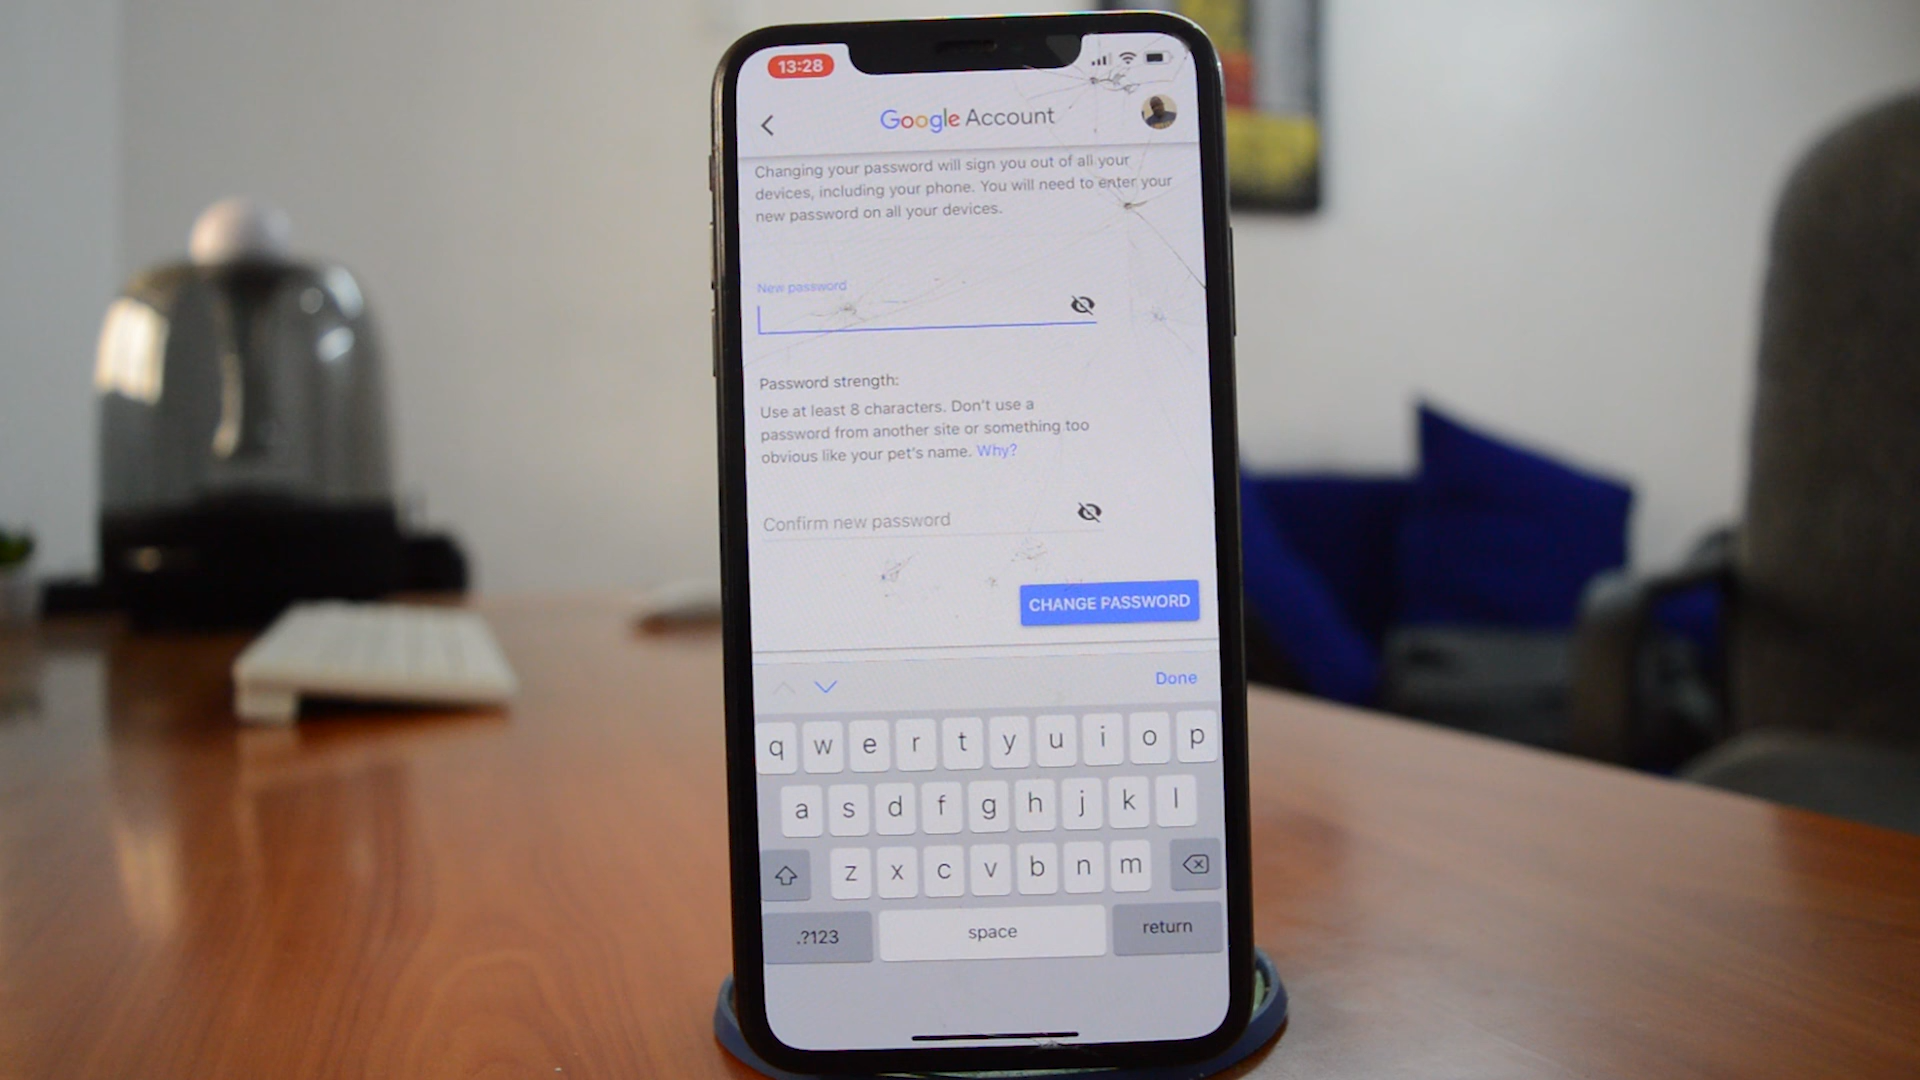 13:28
Google Account
Changing your password will sign you out of all your
devices, including your phone. You will need to enter your
new password on all your devices.
New password
Password strength:
Use at least 8 characters. Don't use a
password from another site or something too
obvious like your pet's name. Why?
Confirm new password
CHANGE PASSWORD
Done
q w e r t y u i o p
a s d f g h j k l
z x c v b n m
.?123 space return